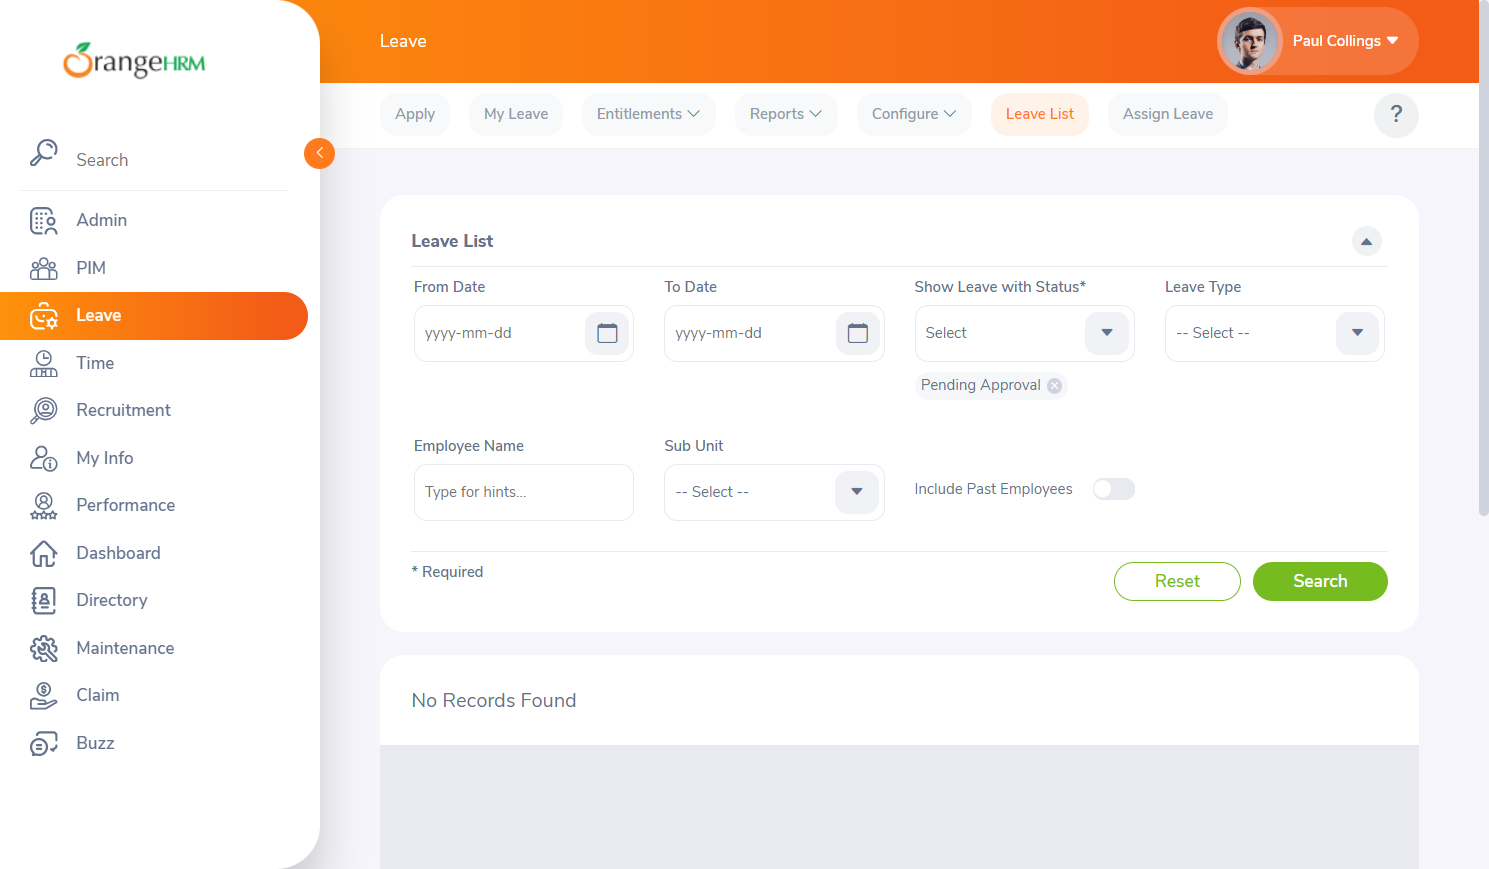 OrangeHRM
Search
Admin
PIM
Leave
Time
Recruitment
My Info
Performance
Dashboard
Directory
Maintenance
Claim
Buzz
Leave
Paul Collings
Apply
My Leave
Entitlements
Reports
Configure
Leave List
Assign Leave
?
Leave List
From Date
To Date
Show Leave with Status*
Leave Type
yyyy-mm-dd
yyyy-mm-dd
Select
-- Select --
Pending Approval
Employee Name
Sub Unit
Type for hints...
-- Select --
Include Past Employees
* Required
Reset
Search
No Records Found